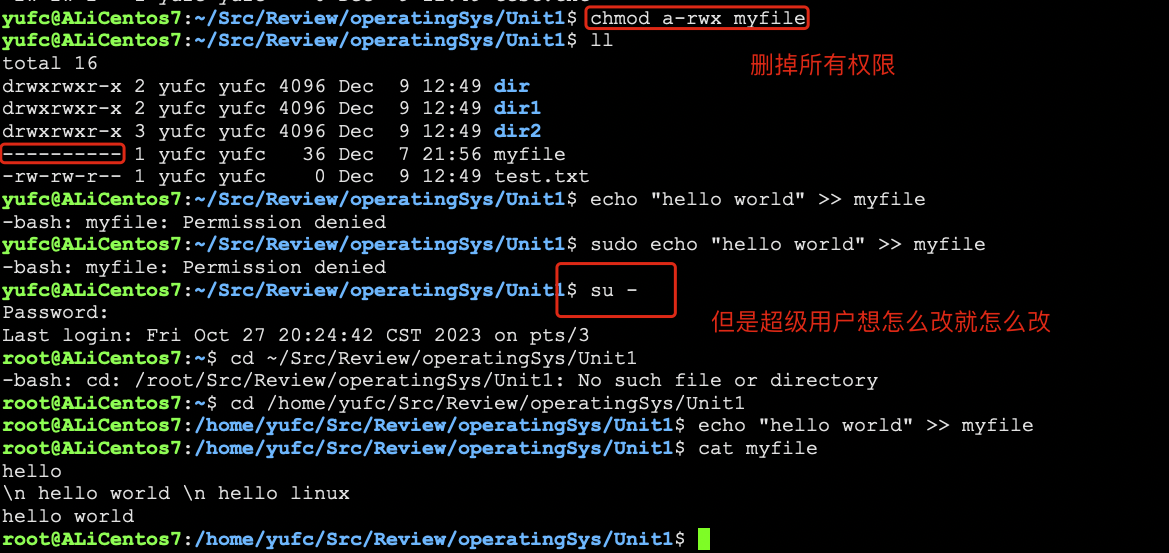 yufc@ALiCentos7:~/Src/Review/operatingSys/Unit1$ chmod a-rwx myfile
yufc@ALiCentos7:~/Src/Review/operatingSys/Unit1$ ll
删掉所有权限
total 16
drwxrwxr-x 2 yufc yufc 4096 Dec  9 12:49 dir
drwxrwxr-x 2 yufc yufc 4096 Dec  9 12:49 dir1
drwxrwxr-x 3 yufc yufc 4096 Dec  9 12:49 dir2
---------- 1 yufc yufc   36 Dec  7 21:56 myfile
-rw-rw-r-- 1 yufc yufc    0 Dec  9 12:49 test.txt
yufc@ALiCentos7:~/Src/Review/operatingSys/Unit1$ echo "hello world" >> myfile
-bash: myfile: Permission denied
yufc@ALiCentos7:~/Src/Review/operatingSys/Unit1$ sudo echo "hello world" >> myfile
-bash: myfile: Permission denied
yufc@ALiCentos7:~/Src/Review/operatingSys/Unit1$ su -
Password:
但是超级用户想怎么改就怎么改
Last login: Fri Oct 27 20:24:42 CST 2023 on pts/3
root@ALiCentos7:~$ cd ~/Src/Review/operatingSys/Unit1
-bash: cd: /root/Src/Review/operatingSys/Unit1: No such file or directory
root@ALiCentos7:~$ cd /home/yufc/Src/Review/operatingSys/Unit1
root@ALiCentos7:/home/yufc/Src/Review/operatingSys/Unit1$ echo "hello world" >> myfile
root@ALiCentos7:/home/yufc/Src/Review/operatingSys/Unit1$ cat myfile
hello
\n hello world \n hello linux
hello world
root@ALiCentos7:/home/yufc/Src/Review/operatingSys/Unit1$